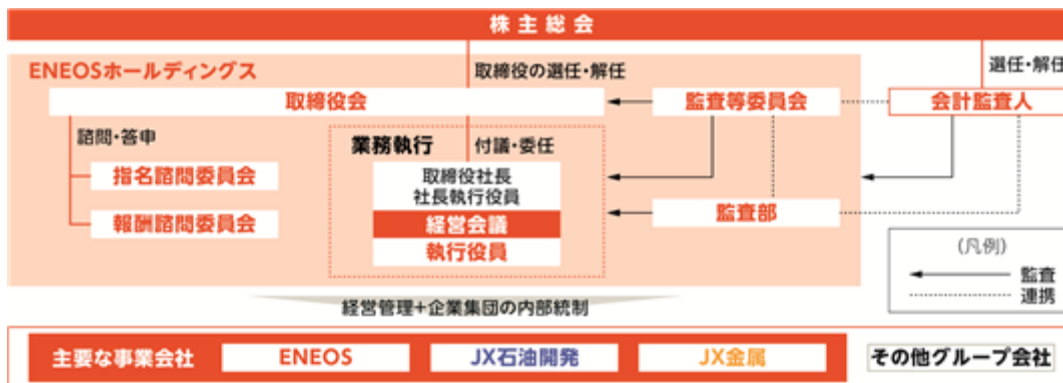 株主総会
ENEOSホールディングス
取締役の選任・解任
選任・解任
取締役会
監査等委員会
会計監査人
諮問・答申
業務執行
付議・委任
指名諮問委員会
取締役社長
社長執行役員
報酬諮問委員会
経営会議
執行役員
監査部
(凡例)
監査
連携
経営管理+企業集団の内部統制
主要な事業会社
ENEOS
JX石油開発
JX金属
その他グループ会社